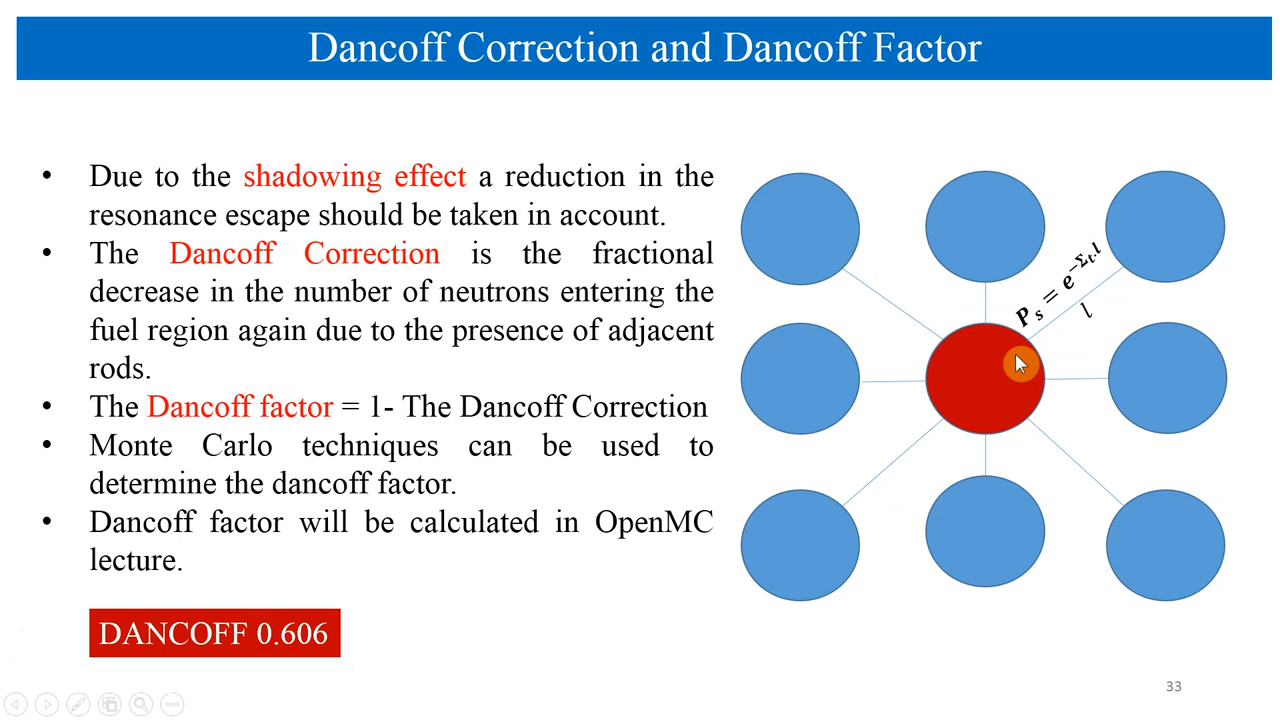 Dancoff Correction and Dancoff Factor
• Due to the shadowing effect a reduction in the
resonance escape should be taken in account.
• The Dancoff Correction is the fractional
decrease in the number of neutrons entering the
fuel region again due to the presence of adjacent
rods.
• The Dancoff factor = 1- The Dancoff Correction
• Monte Carlo techniques can be used to
determine the dancoff factor.
• Dancoff factor will be calculated in OpenMC
lecture.
DANCOFF 0.606
Pₛ = e^{-Σₜ.l}
l
33